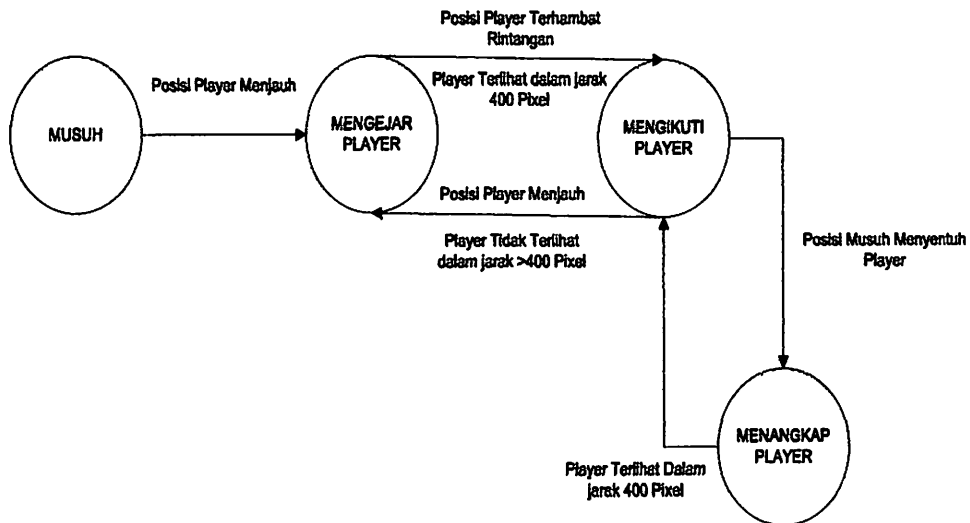 Posisi Player Terhambat
Rintangan
Posisi Player Menjauh
Player Terlihat dalam jarak
400 Pixel
MUSUH
MENGEJAR
PLAYER
MENGIKUTI
PLAYER
Posisi Player Menjauh
Player Tidak Terlihat
dalam jarak >400 Pixel
Posisi Musuh Menyentuh
Player
MENANGKAP
PLAYER
Player Terlihat Dalam
jarak 400 Pixel